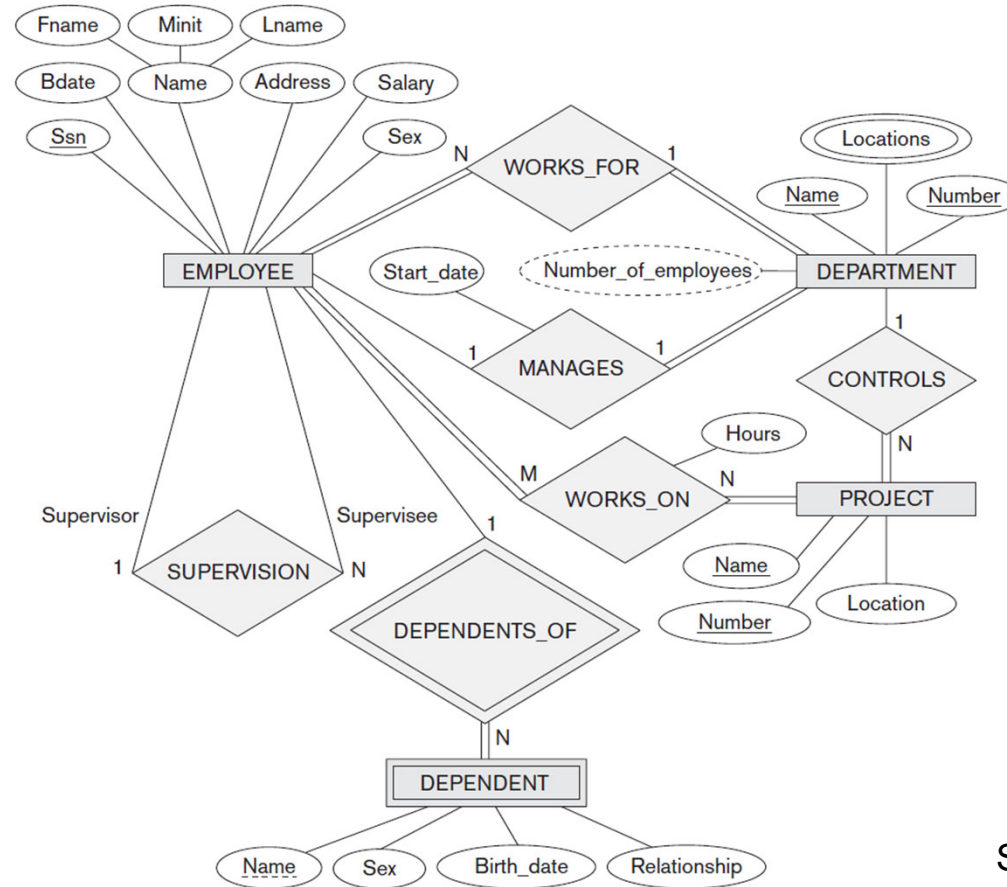 Fname
Minit
Lname
Bdate
Name
Address
Salary
Ssn
Sex
N
WORKS_FOR
1
Locations
Name
Number
EMPLOYEE
Start_date
Number_of_employees
DEPARTMENT
1
MANAGES
1
1
CONTROLS
N
Hours
M
WORKS_ON
N
PROJECT
Supervisor
Supervisee
1
1
SUPERVISION
N
Name
Location
Number
DEPENDENTS_OF
N
DEPENDENT
Name
Sex
Birth_date
Relationship
S